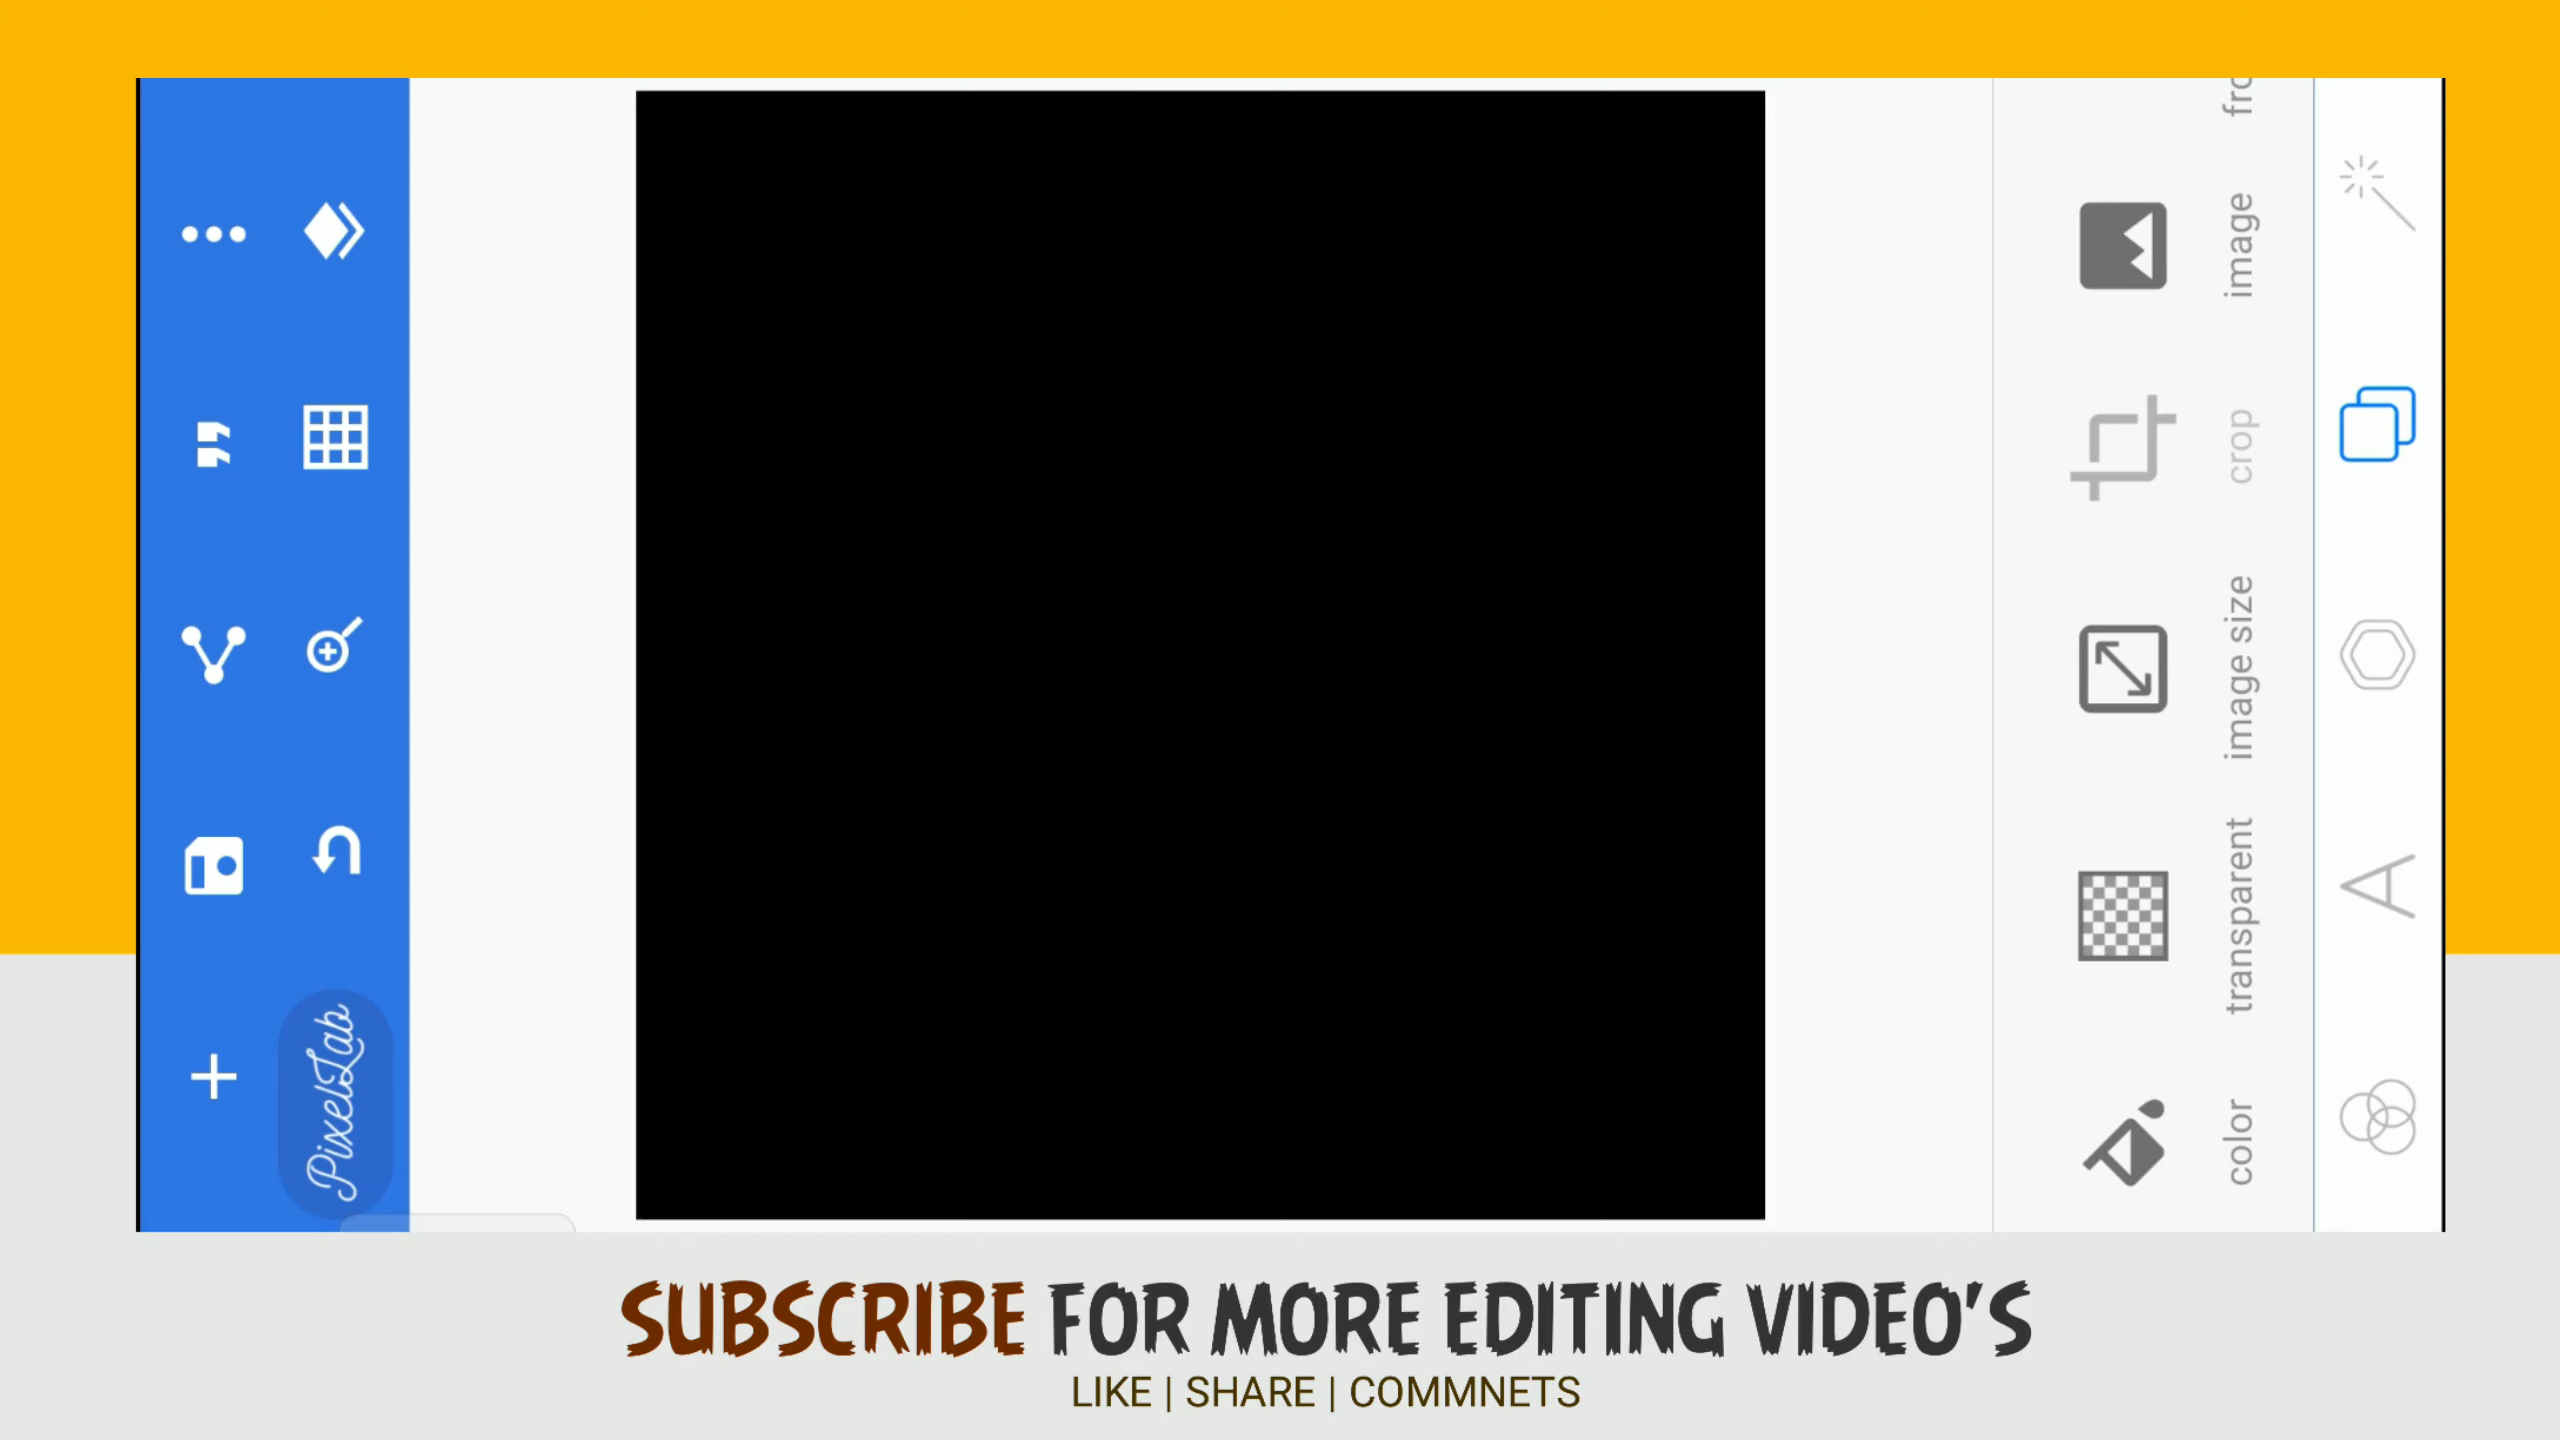 PixelLab
color
transparent
image size
crop
image
fro
SUBSCRIBE FOR MORE EDITING VIDEO'S
LIKE | SHARE | COMMNETS